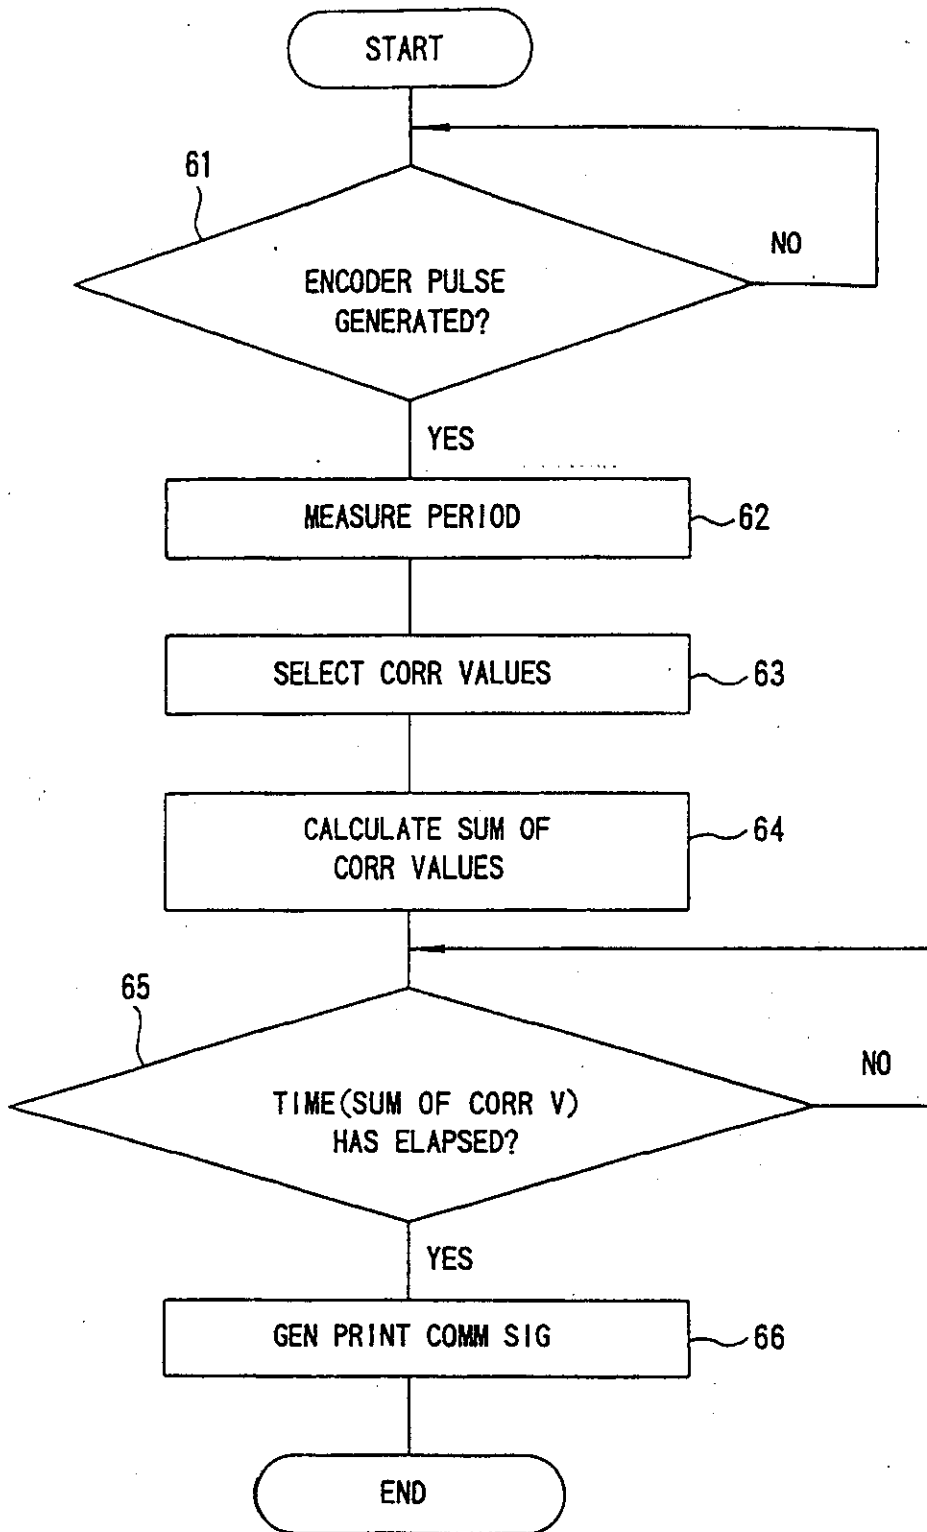 START
61
NO
ENCODER PULSE
GENERATED?
YES
MEASURE PERIOD
62
SELECT CORR VALUES
63
CALCULATE SUM OF
CORR VALUES
64
65
NO
TIME(SUM OF CORR V)
HAS ELAPSED?
YES
GEN PRINT COMM SIG
66
END